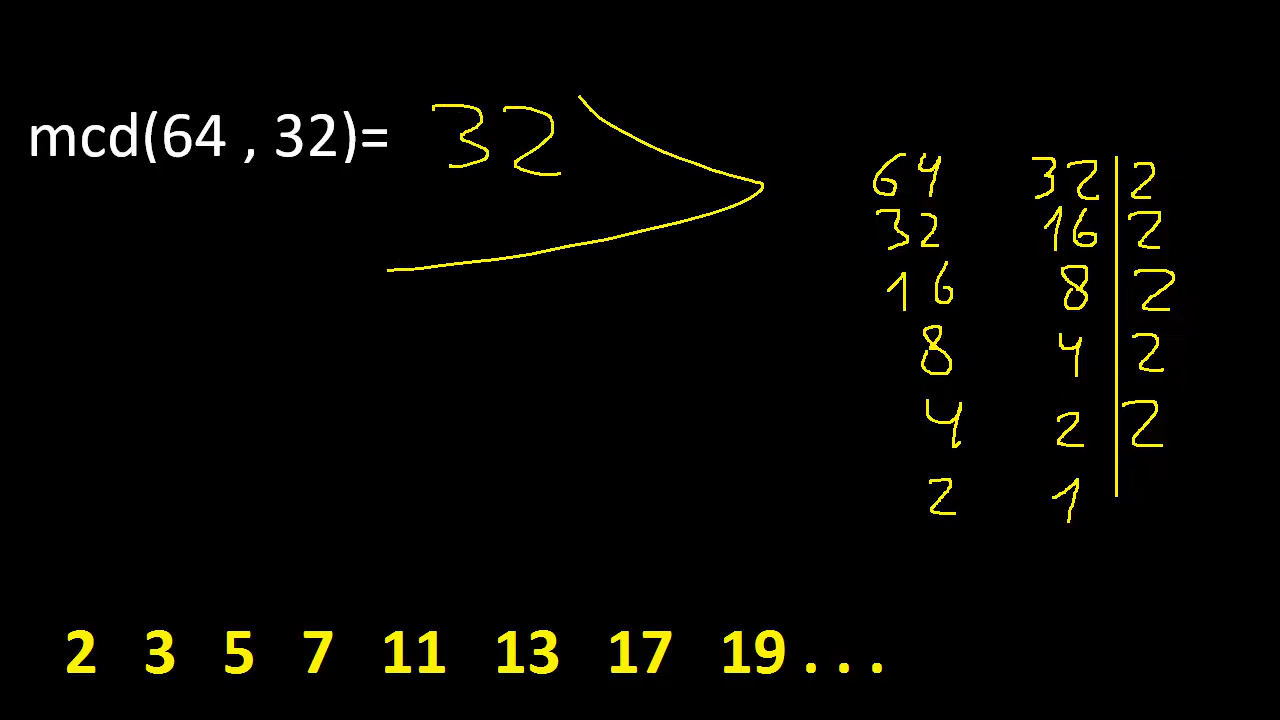 mcd(64 , 32)= 32
64 32 2
32 16 2
16 8 2
8 4 2
4 2 2
2 1
2 3 5 7 11 13 17 19 . . .